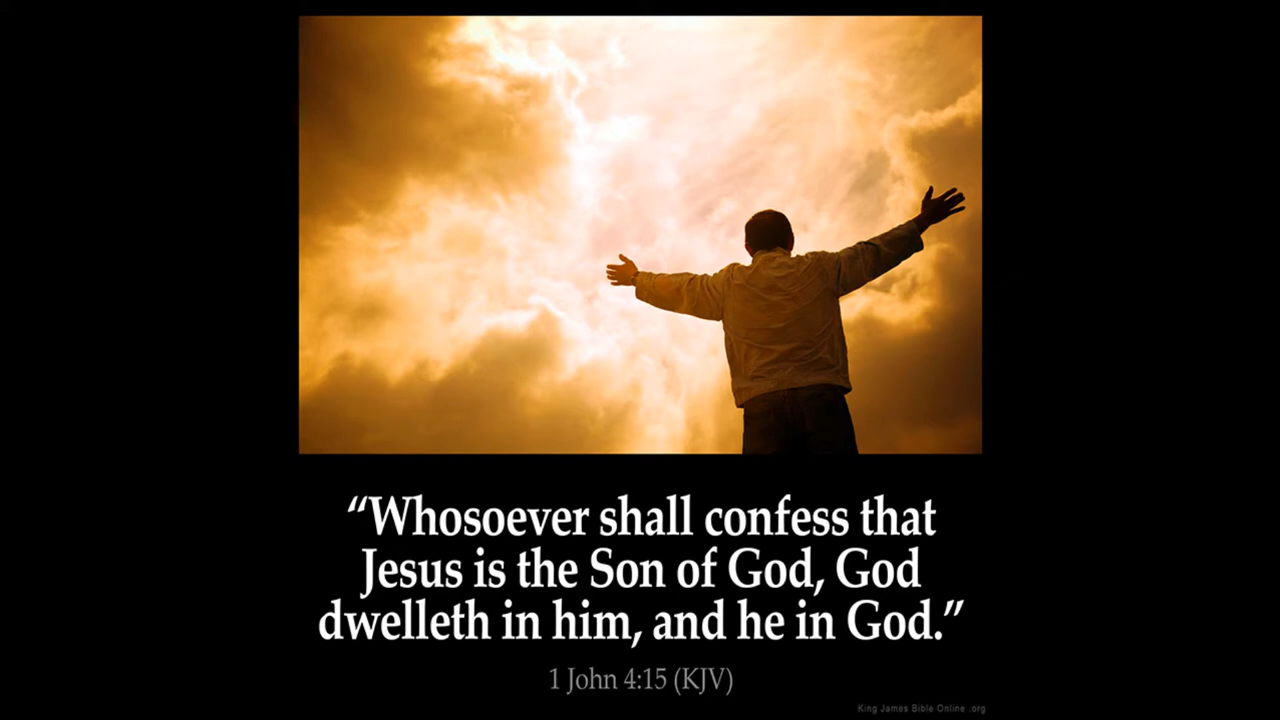 “Whosoever shall confess that
Jesus is the Son of God, God
dwelleth in him, and he in God.”
1 John 4:15 (KJV)
King James Bible Online .org